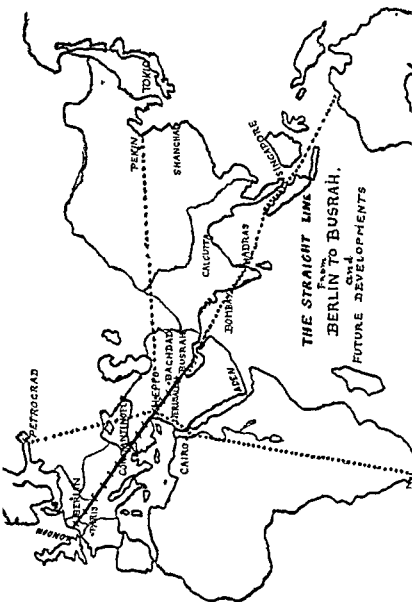 PETROGRAD
LONDON
BERLIN
PARIS
CONSTANTINOPLE
ALEPPO
BAGHDAD
JERUSALEM
BUSRAH
CAIRO
ADEN
BOMBAY
MADRAS
CALCUTTA
SINGAPORE
PEKIN
SHANGHAI
TOKIO
THE STRAIGHT LINE
From
BERLIN TO BUSRAH.
and
FUTURE DEVELOPMENTS